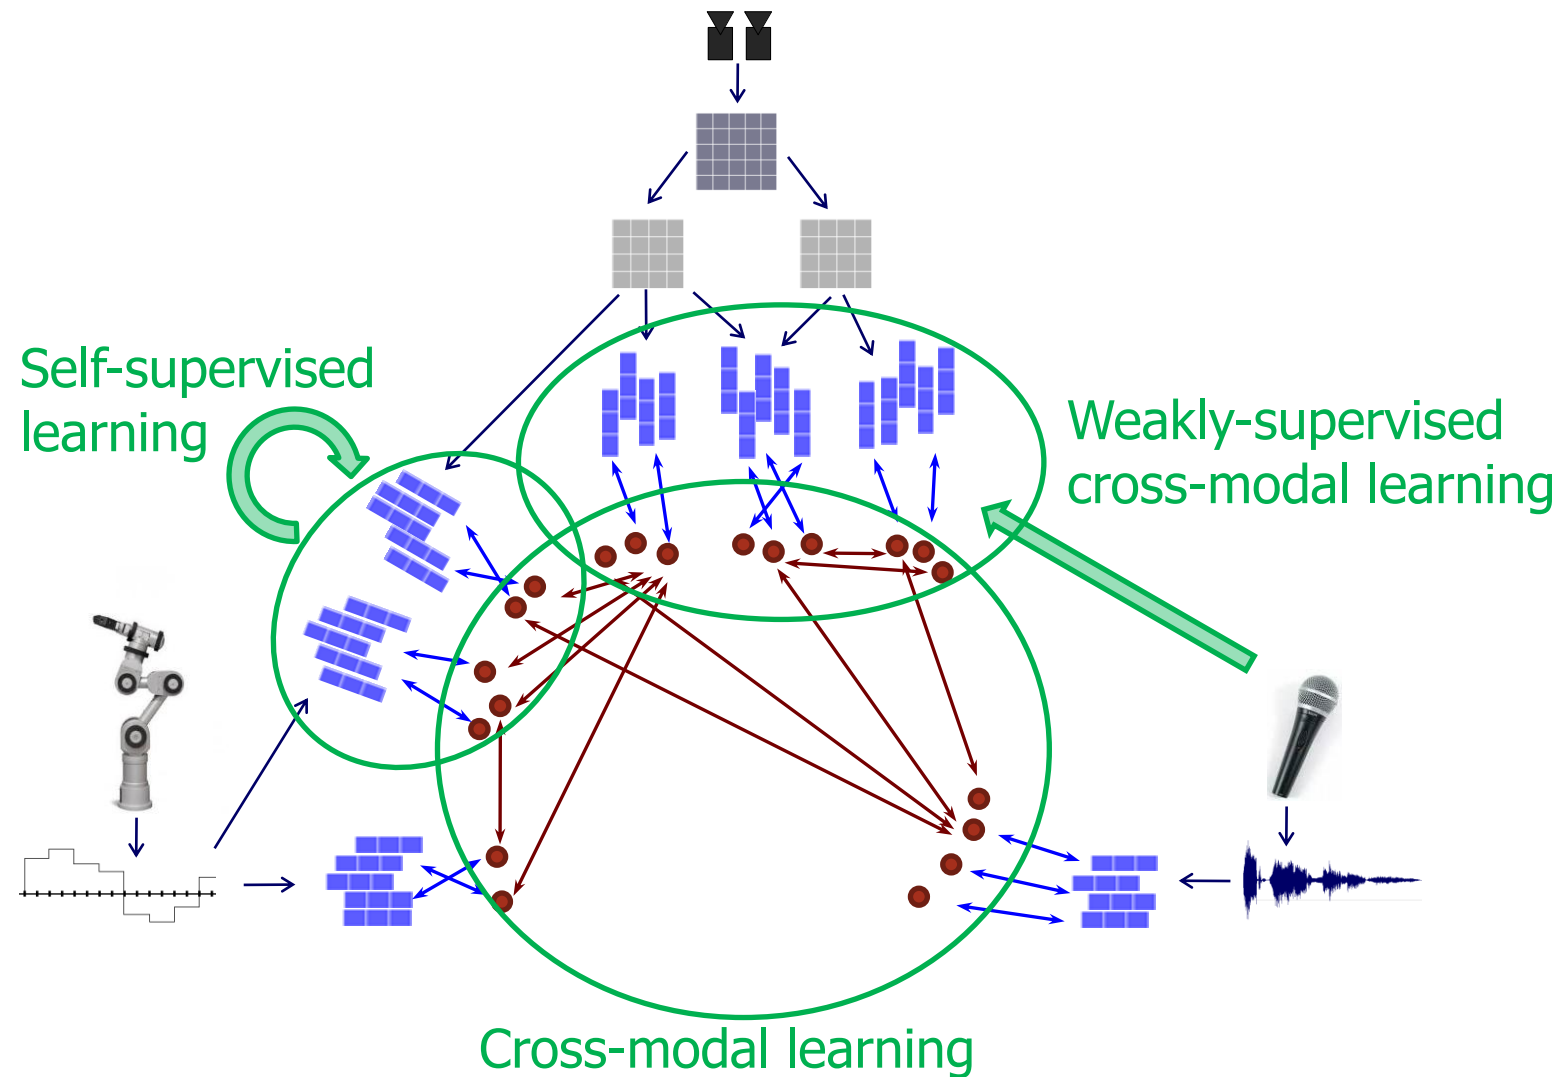 Self-supervised
learning
Weakly-supervised
cross-modal learning
Cross-modal learning